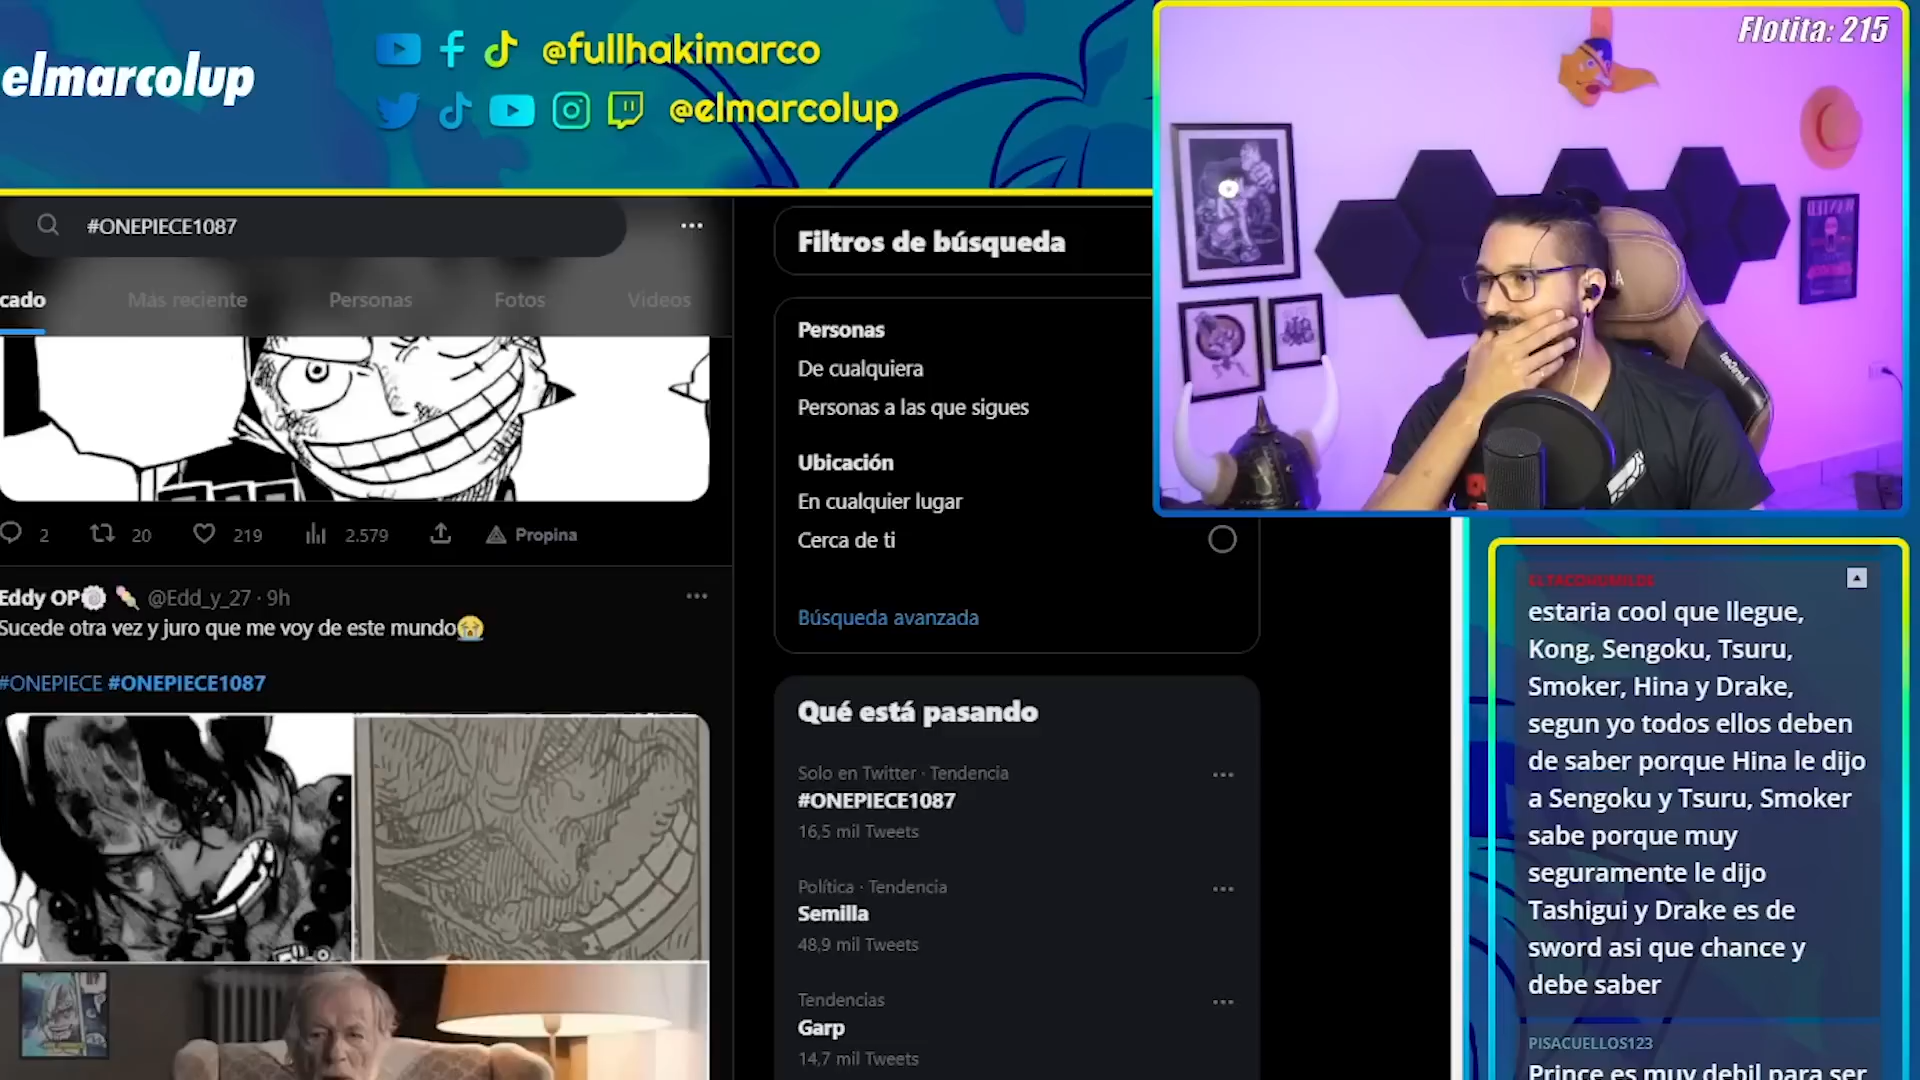 elmarcolup
@fullhakimarco
@elmarcolup
Flotita: 215
#ONEPIECE1087
cado
Más reciente
Personas
Fotos
Videos
2
20
219
2.579
Propina
Eddy OP @Edd_y_27 · 9h
Sucede otra vez y juro que me voy de este mundo😭
#ONEPIECE #ONEPIECE1087
Filtros de búsqueda
Personas
De cualquiera
Personas a las que sigues
Ubicación
En cualquier lugar
Cerca de ti
Búsqueda avanzada
Qué está pasando
Solo en Twitter · Tendencia
#ONEPIECE1087
16,5 mil Tweets
Política · Tendencia
Semilla
48,9 mil Tweets
Tendencias
Garp
14,7 mil Tweets
ELTACOHUMILDE
estaria cool que llegue,
Kong, Sengoku, Tsuru,
Smoker, Hina y Drake,
segun yo todos ellos deben
de saber porque Hina le dijo
a Sengoku y Tsuru, Smoker
sabe porque muy
seguramente le dijo
Tashigui y Drake es de
sword asi que chance y
debe saber
PISACUELLOS123
Prince es muy debil para ser